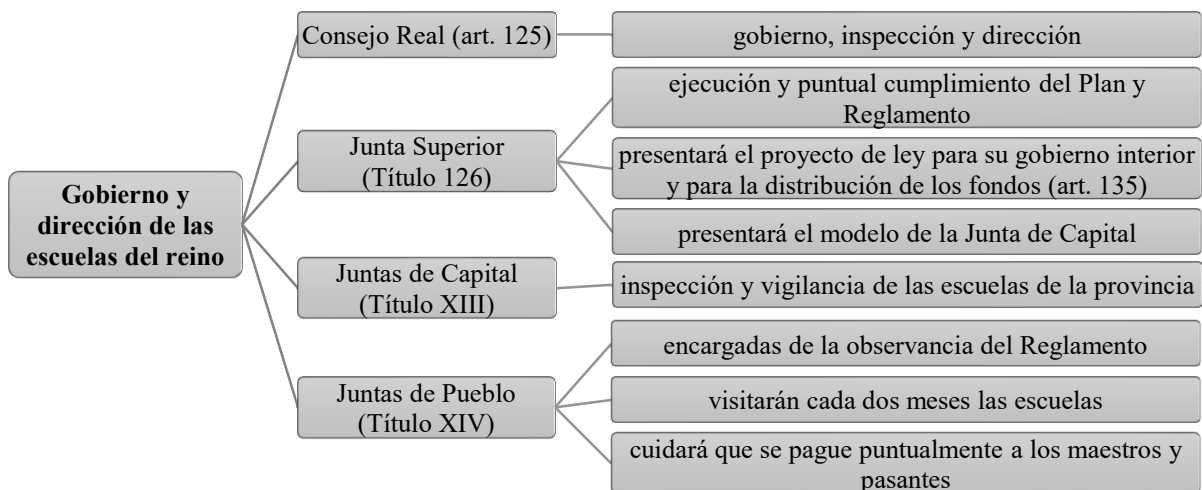 Gobierno y
dirección de las
escuelas del reino
Consejo Real (art. 125)
gobierno, inspección y dirección
Junta Superior
(Título 126)
ejecución y puntual cumplimiento del Plan y
Reglamento
presentará el proyecto de ley para su gobierno interior
y para la distribución de los fondos (art. 135)
presentará el modelo de la Junta de Capital
Juntas de Capital
(Título XIII)
inspección y vigilancia de las escuelas de la provincia
Juntas de Pueblo
(Título XIV)
encargadas de la observancia del Reglamento
visitarán cada dos meses las escuelas
cuidará que se pague puntualmente a los maestros y
pasantes